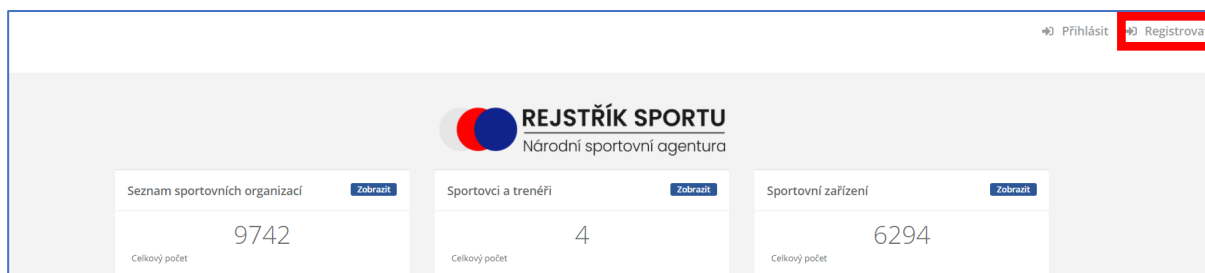 Přihlásit Registrovat
REJSTŘÍK SPORTU
Národní sportovní agentura
Seznam sportovních organizací Zobrazit Sportovci a trenéři Zobrazit Sportovní zařízení Zobrazit
9742 4 6294
Celkový počet Celkový počet Celkový počet